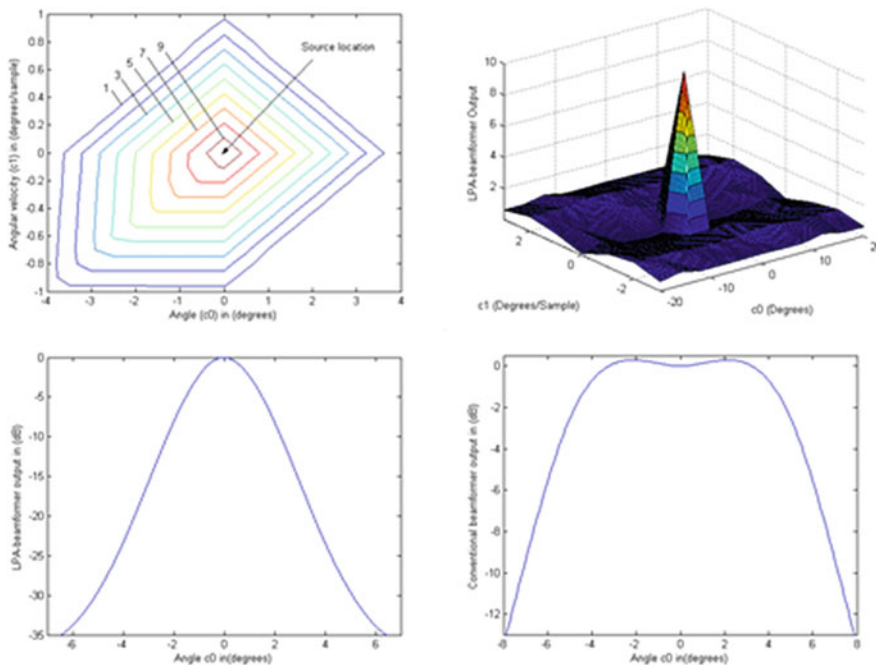 1
0.8
0.6
0.4
0.2
0
-0.2
-0.4
-0.6
-0.8
-1
Angular velocity (c1) in (degrees/sample)
-4 -3 -2 -1 0 1 2 3 4
Angle (c0) in (degrees)
1 3 5 7 9
Source location
10
8
6
4
2
LPA-beamformer Output
2 0 -2
c1 (Degrees/Sample)
-20 -10 0 10 2
c0 (Degrees)
0
-5
-10
-15
-20
-25
-30
-35
LPA-beamformer output in (dB)
-6 -4 -2 0 2 4 6
Angle c0 in(degrees)
0
-2
-4
-6
-8
-10
-12
Conventional beamformer output in (dB)
-8 -6 -4 -2 0 2 4 6 8
Angle c0 in(degrees)